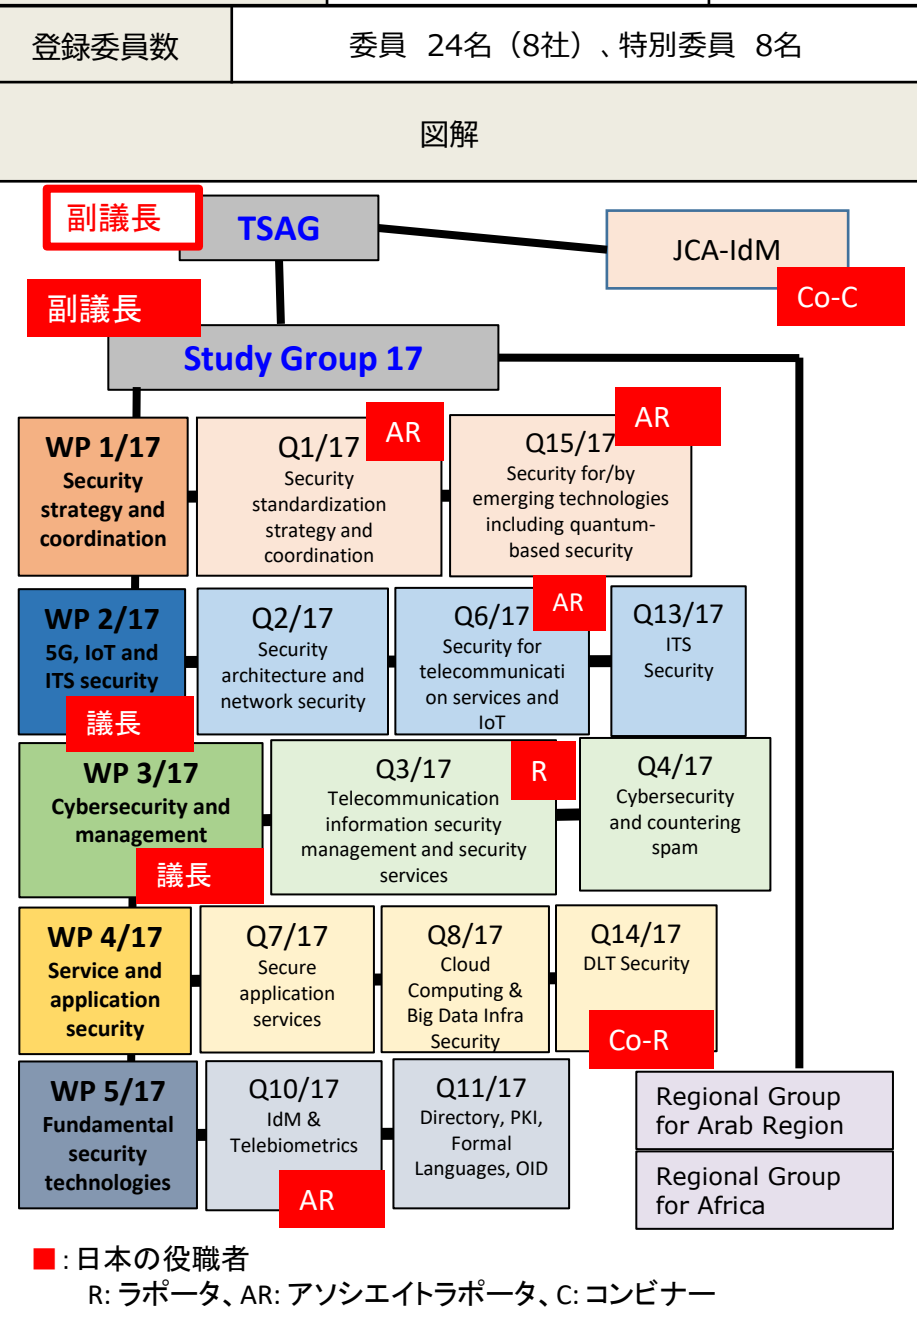 登録委員数
委員 24名（8社）、特別委員 8名
図解
副議長
TSAG
JCA-IdM
Co-C
副議長
Study Group 17
WP 1/17
Security
strategy and
coordination
Q1/17
AR
Security
standardization
strategy and
coordination
Q15/17
AR
Security for/by
emerging technologies
including quantum-
based security
WP 2/17
5G, IoT and
ITS security
議長
Q2/17
Security
architecture and
network security
Q6/17
AR
Security for
telecommunicati
on services and
IoT
Q13/17
ITS
Security
WP 3/17
Cybersecurity and
management
議長
Q3/17
R
Telecommunication
information security
management and security
services
Q4/17
Cybersecurity
and countering
spam
WP 4/17
Service and
application
security
Q7/17
Secure
application
services
Q8/17
Cloud
Computing &
Big Data Infra
Security
Q14/17
DLT Security
Co-R
WP 5/17
Fundamental
security
technologies
Q10/17
IdM &
Telebiometrics
AR
Q11/17
Directory, PKI,
Formal
Languages, OID
Regional Group
for Arab Region
Regional Group
for Africa
■：日本の役職者
R: ラポータ、AR: アソシエイトラポータ、C: コンビナー